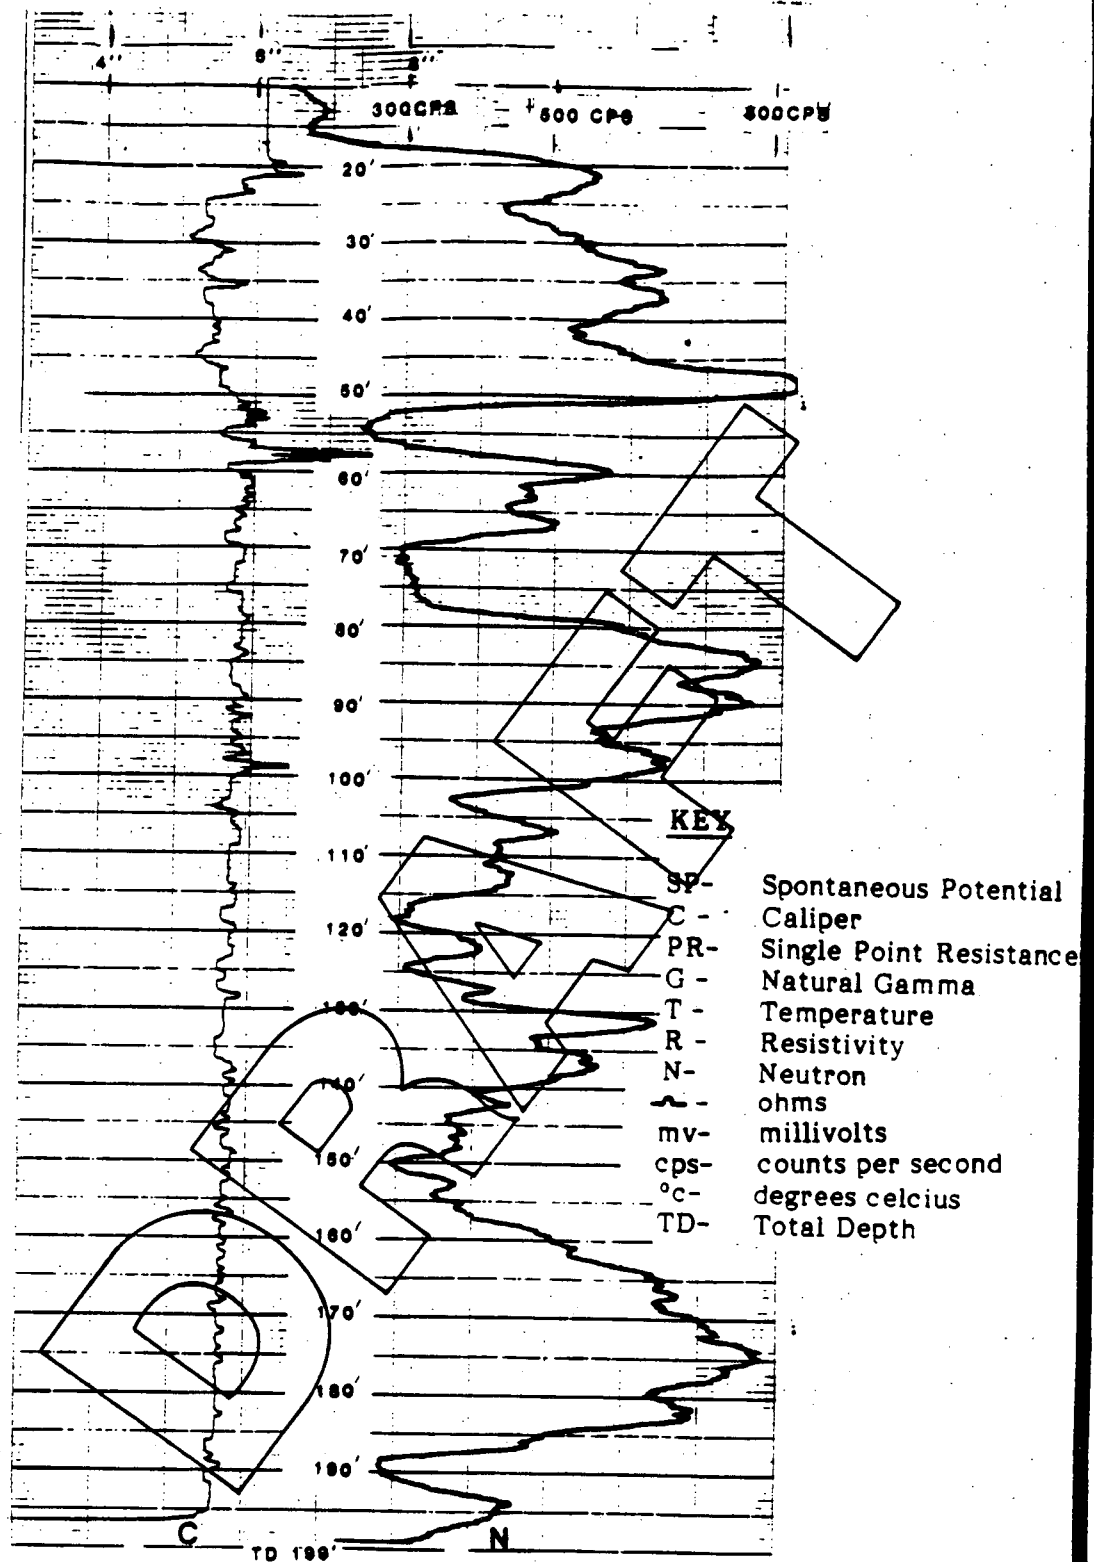 4" 6" 8"
300CPS 500 CPS 800CPS
20'
30'
40'
50'
60'
70'
80'
90'
100'
KEY
110'
SP- Spontaneous Potential
C - Caliper
120'
PR- Single Point Resistance
G - Natural Gamma
130'
T - Temperature
R - Resistivity
N- Neutron
140'
- ohms
mv- millivolts
150'
cps- counts per second
°c- degrees celcius
TD- Total Depth
160'
170'
180'
190'
C N
TD 199'
DRAFT